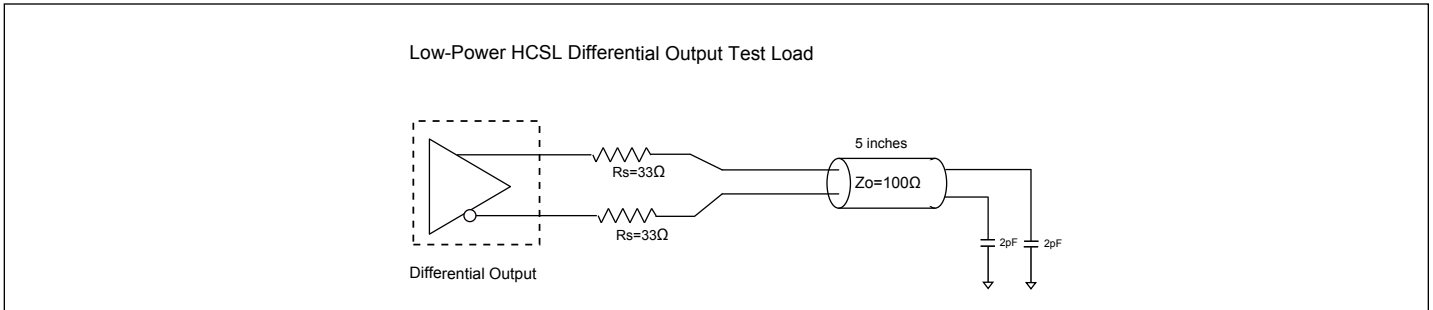 Low-Power HCSL Differential Output Test Load
5 inches
Rs=33Ω
Zo=100Ω
Rs=33Ω
2pF
2pF
Differential Output